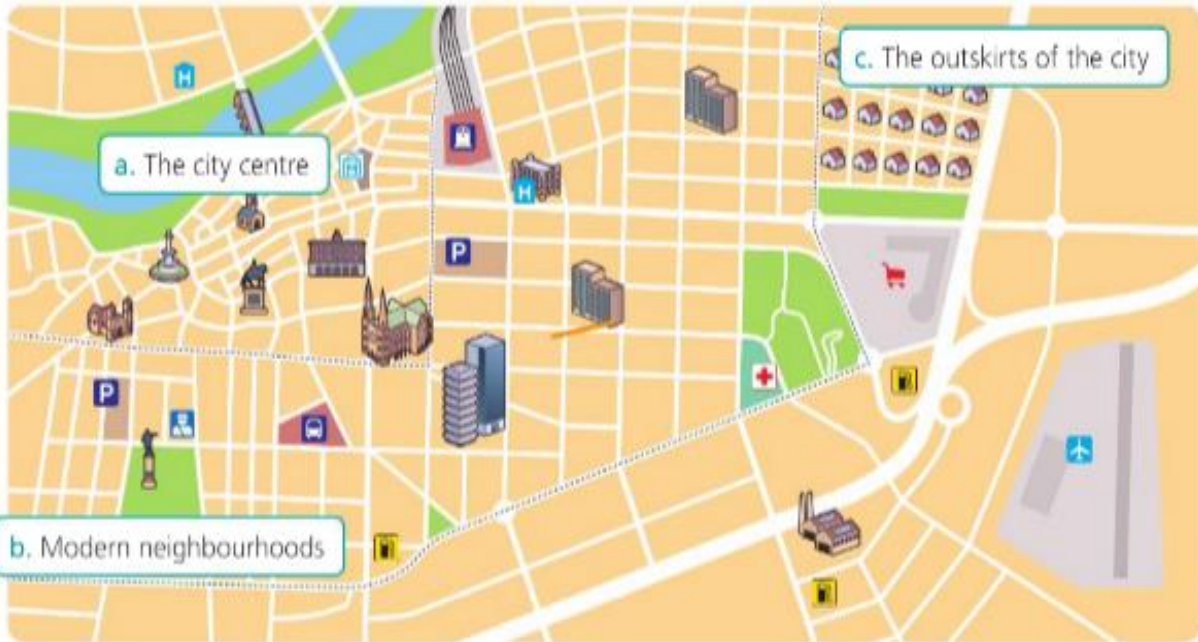 c. The outskirts of the city
H
a. The city centre
H
H
P
P
b. Modern neighbourhoods